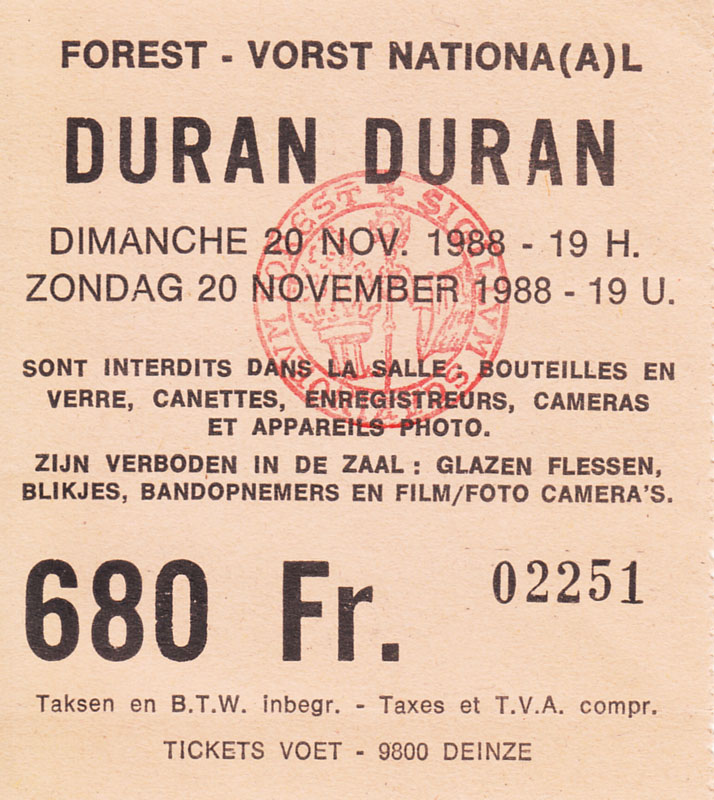 FOREST - VORST NATIONA(A)L
DURAN DURAN
DIMANCHE 20 NOV. 1988 - 19 H.
ZONDAG 20 NOVEMBER 1988 - 19 U.
SONT INTERDITS DANS LA SALLE : BOUTEILLES EN
VERRE, CANETTES, ENREGISTREURS, CAMERAS
ET APPAREILS PHOTO.
ZIJN VERBODEN IN DE ZAAL : GLAZEN FLESSEN,
BLIKJES, BANDOPNEMERS EN FILM/FOTO CAMERA'S.
680 Fr.
02251
Taksen en B.T.W. inbegr. - Taxes et T.V.A. compr.
TICKETS VOET - 9800 DEINZE